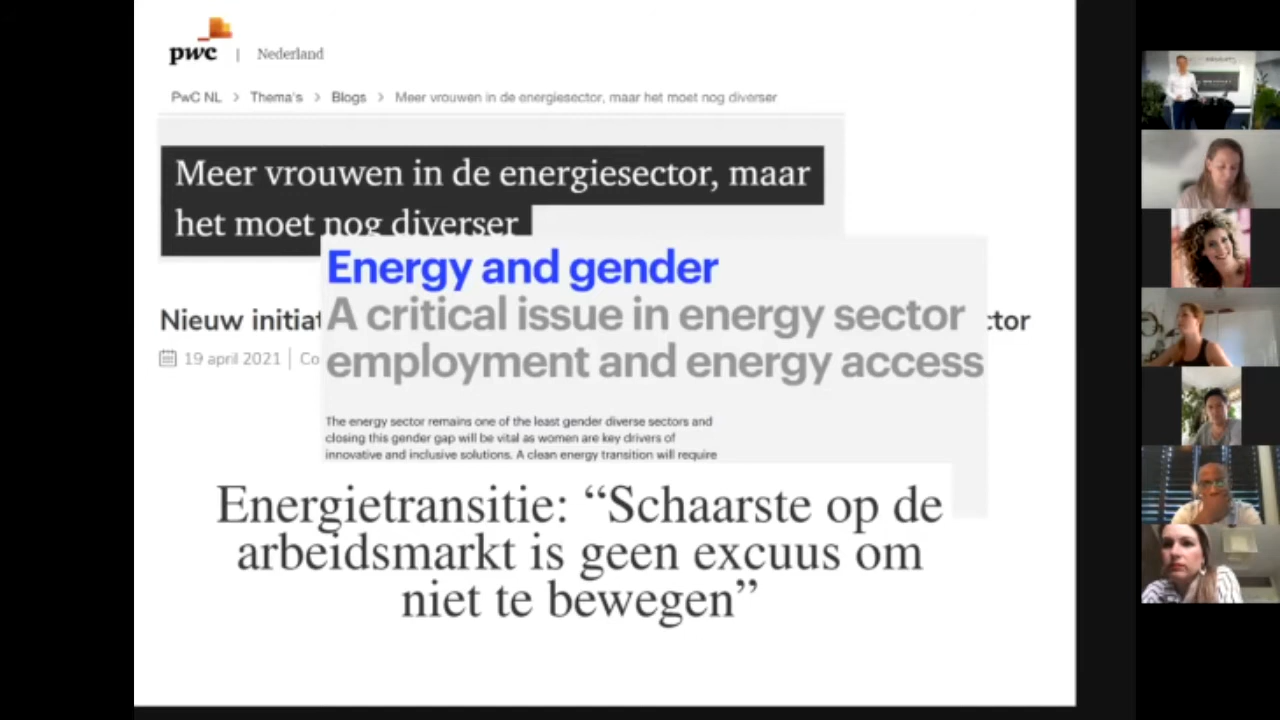 pwc | Nederland
PwC NL > Thema's > Blogs > Meer vrouwen in de energiesector, maar het moet nog diverser
Meer vrouwen in de energiesector, maar
het moet nog diverser
Energy and gender
A critical issue in energy sector
employment and energy access
Nieuw initiat
ctor
19 april 2021 | Co
The energy sector remains one of the least gender diverse sectors and
closing this gender gap will be vital as women are key drivers of
innovative and inclusive solutions. A clean energy transition will require
Energietransitie: “Schaarste op de
arbeidsmarkt is geen excuus om
niet te bewegen”